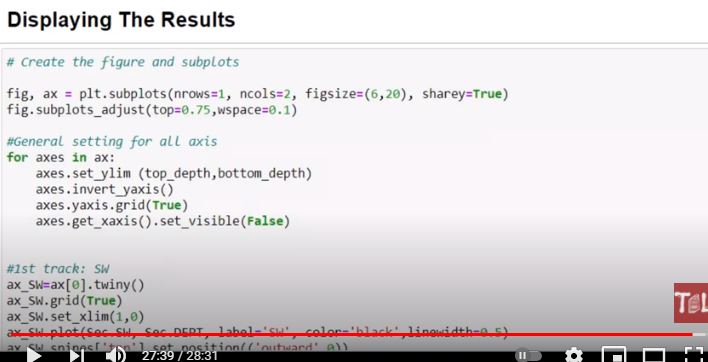 Displaying The Results
# Create the figure and subplots
fig, ax = plt.subplots(nrows=1, ncols=2, figsize=(6,20), sharey=True)
fig.subplots_adjust(top=0.75,wspace=0.1)
#General setting for all axis
for axes in ax:
    axes.set_ylim (top_depth,bottom_depth)
    axes.invert_yaxis()
    axes.yaxis.grid(True)
    axes.get_xaxis().set_visible(False)
#1st track: SW
ax_SW=ax[0].twiny()
ax_SW.grid(True)
ax_SW.set_xlim(1,0)
ax_SW.plot(Sec.SW, Sec.DEPT, label='SW', color='black',linewidth=0.5)
ax_SW.spines['top'].set_position(('outward',0))
27:39 / 28:31